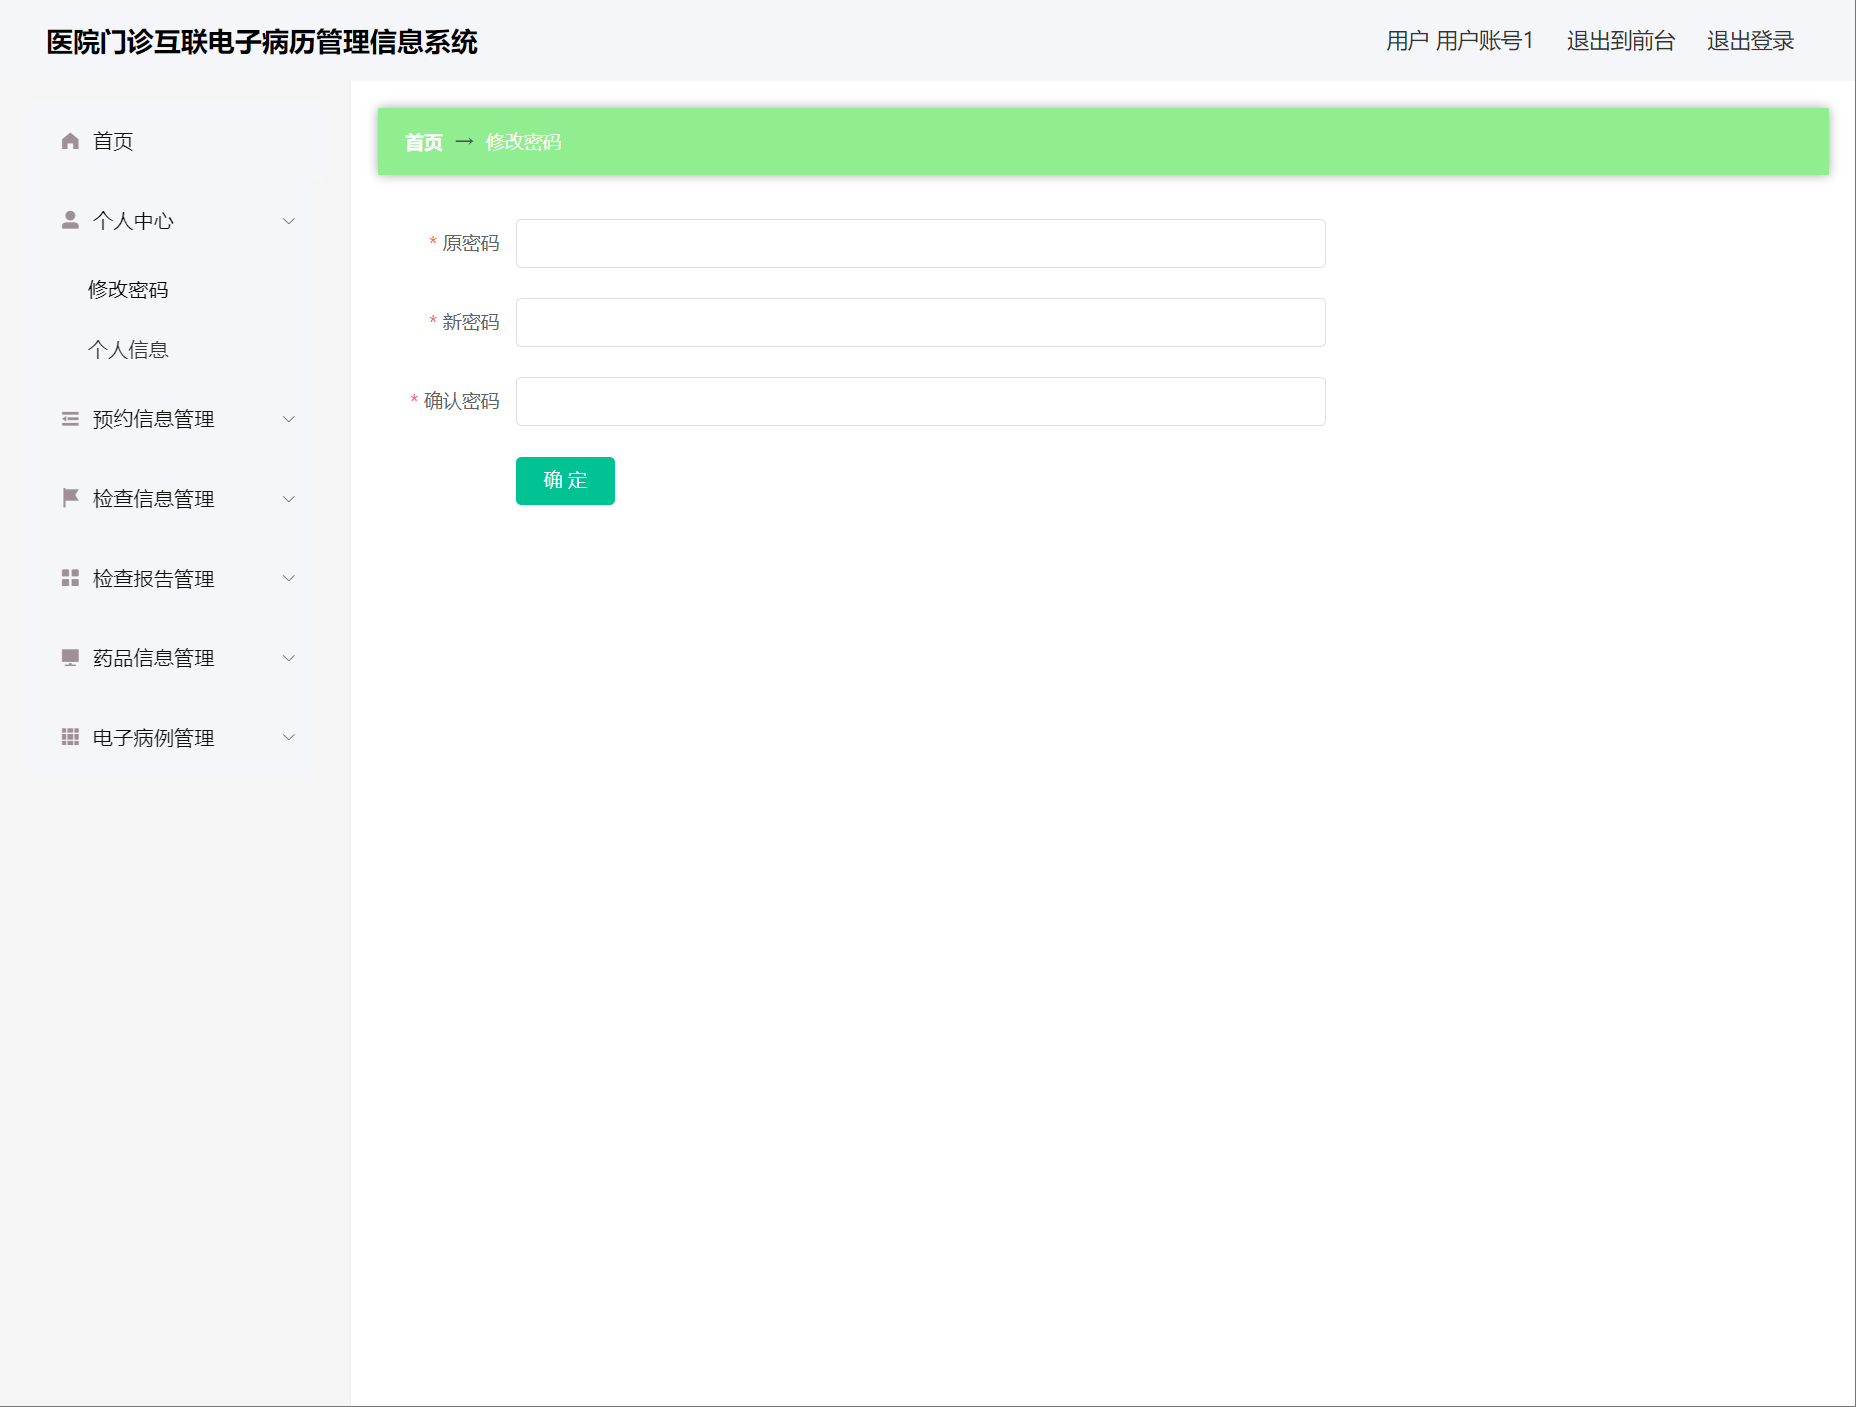 医院门诊互联电子病历管理信息系统
用户 用户账号1 退出到前台 退出登录
首页
个人中心
修改密码
个人信息
预约信息管理
检查信息管理
检查报告管理
药品信息管理
电子病例管理
首页 → 修改密码
* 原密码
* 新密码
* 确认密码
确 定